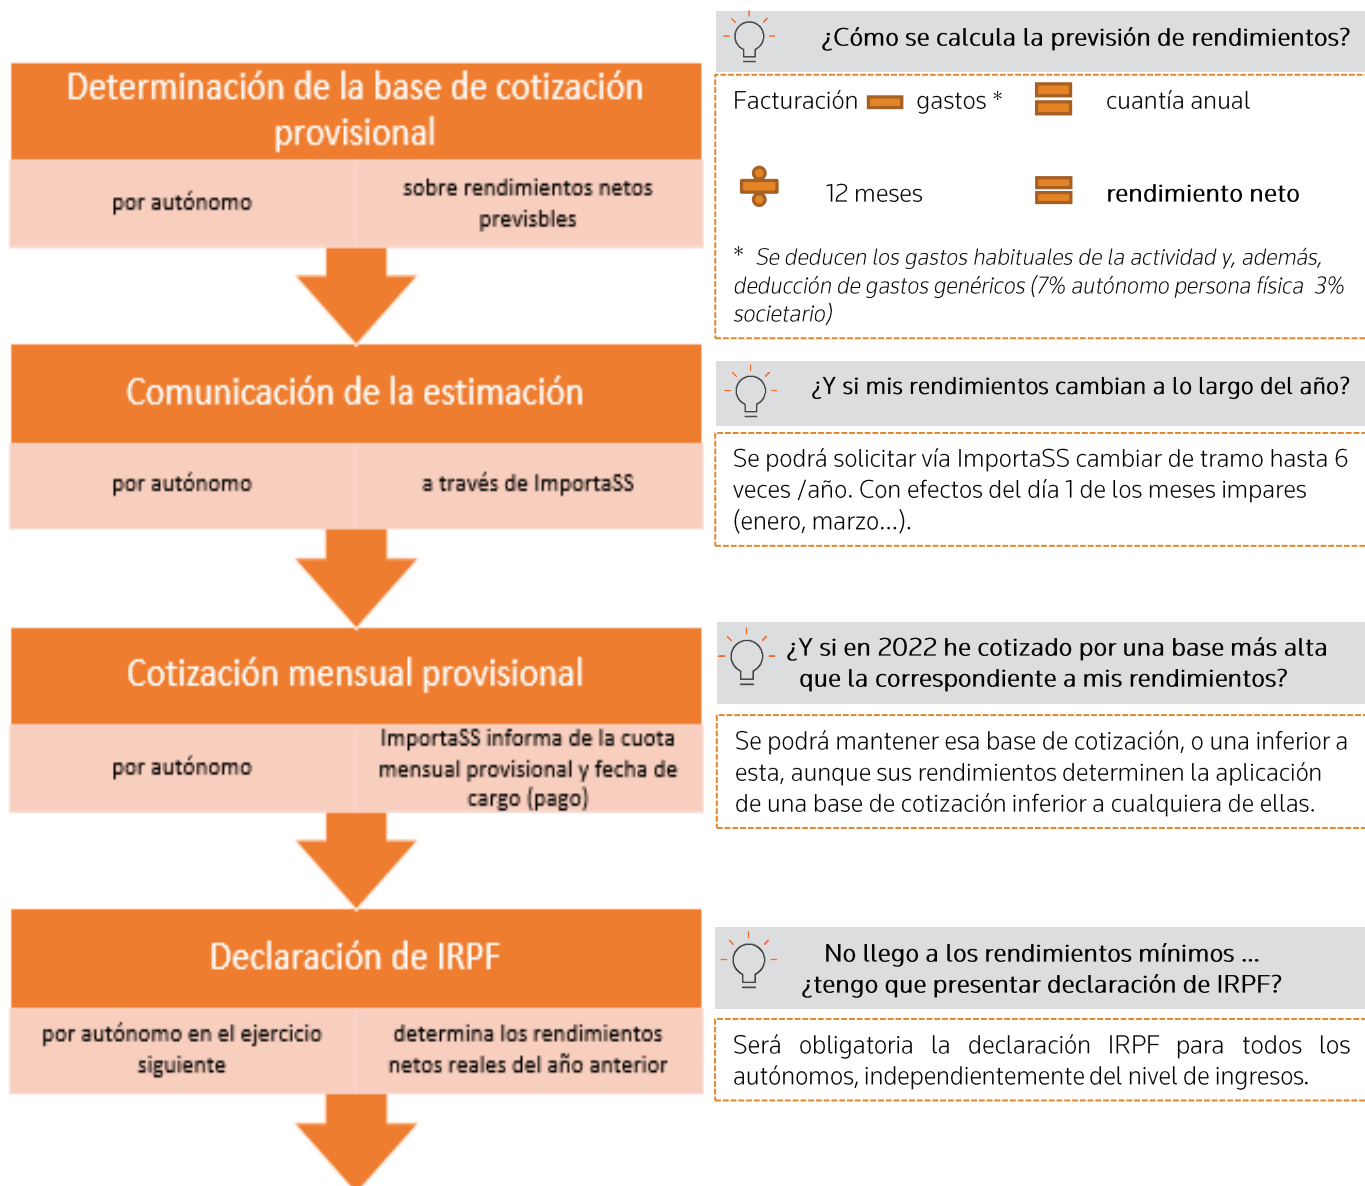 Determinación de la base de cotización
provisional
por autónomo
sobre rendimientos netos
previsbles
¿Cómo se calcula la previsión de rendimientos?
Facturación gastos * cuantía anual
12 meses rendimiento neto
* Se deducen los gastos habituales de la actividad y, además,
deducción de gastos genéricos (7% autónomo persona física 3%
societario)
Comunicación de la estimación
por autónomo
a través de ImportaSS
¿Y si mis rendimientos cambian a lo largo del año?
Se podrá solicitar vía ImportaSS cambiar de tramo hasta 6
veces /año. Con efectos del día 1 de los meses impares
(enero, marzo...).
Cotización mensual provisional
por autónomo
ImportaSS informa de la cuota
mensual provisional y fecha de
cargo (pago)
¿Y si en 2022 he cotizado por una base más alta
que la correspondiente a mis rendimientos?
Se podrá mantener esa base de cotización, o una inferior a
esta, aunque sus rendimientos determinen la aplicación
de una base de cotización inferior a cualquiera de ellas.
Declaración de IRPF
por autónomo en el ejercicio
siguiente
determina los rendimientos
netos reales del año anterior
No llego a los rendimientos mínimos ...
¿tengo que presentar declaración de IRPF?
Será obligatoria la declaración IRPF para todos los
autónomos, independientemente del nivel de ingresos.